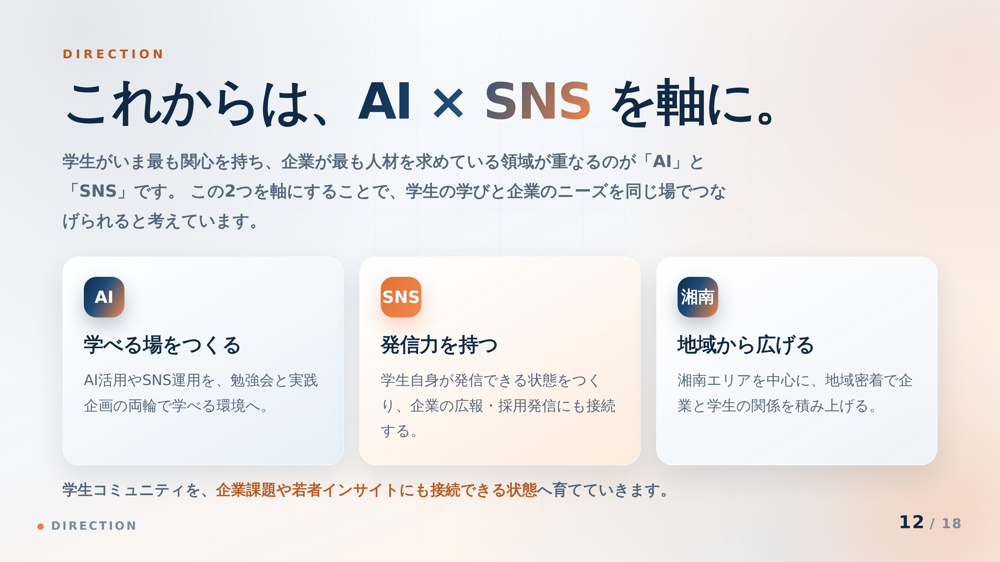 DIRECTION
これからは、AI × SNS を軸に。
学生がいま最も関心を持ち、企業が最も人材を求めている領域が重なるのが「AI」と
「SNS」です。 この2つを軸にすることで、学生の学びと企業のニーズを同じ場でつな
げられると考えています。
AI
学べる場をつくる
AI活用やSNS運用を、勉強会と実践
企画の両輪で学べる環境へ。
SNS
発信力を持つ
学生自身が発信できる状態をつく
り、企業の広報・採用発信にも接続
する。
湘南
地域から広げる
湘南エリアを中心に、地域密着で企
業と学生の関係を積み上げる。
学生コミュニティを、企業課題や若者インサイトにも接続できる状態へ育てていきます。
DIRECTION
12 / 18